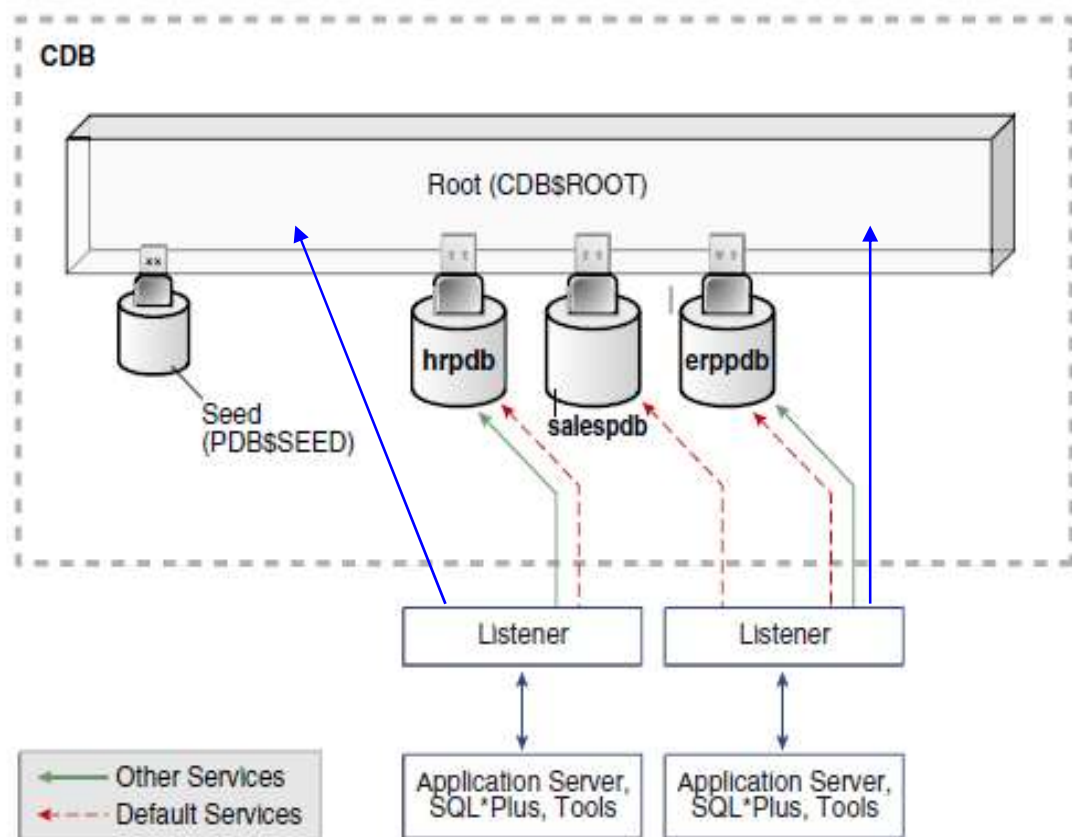 CDB
Root (CDB$ROOT)
xx
hrpdb
erppdb
salespdb
Seed
(PDB$SEED)
Listener
Listener
Other Services
Default Services
Application Server,
SQL*Plus, Tools
Application Server,
SQL*Plus, Tools